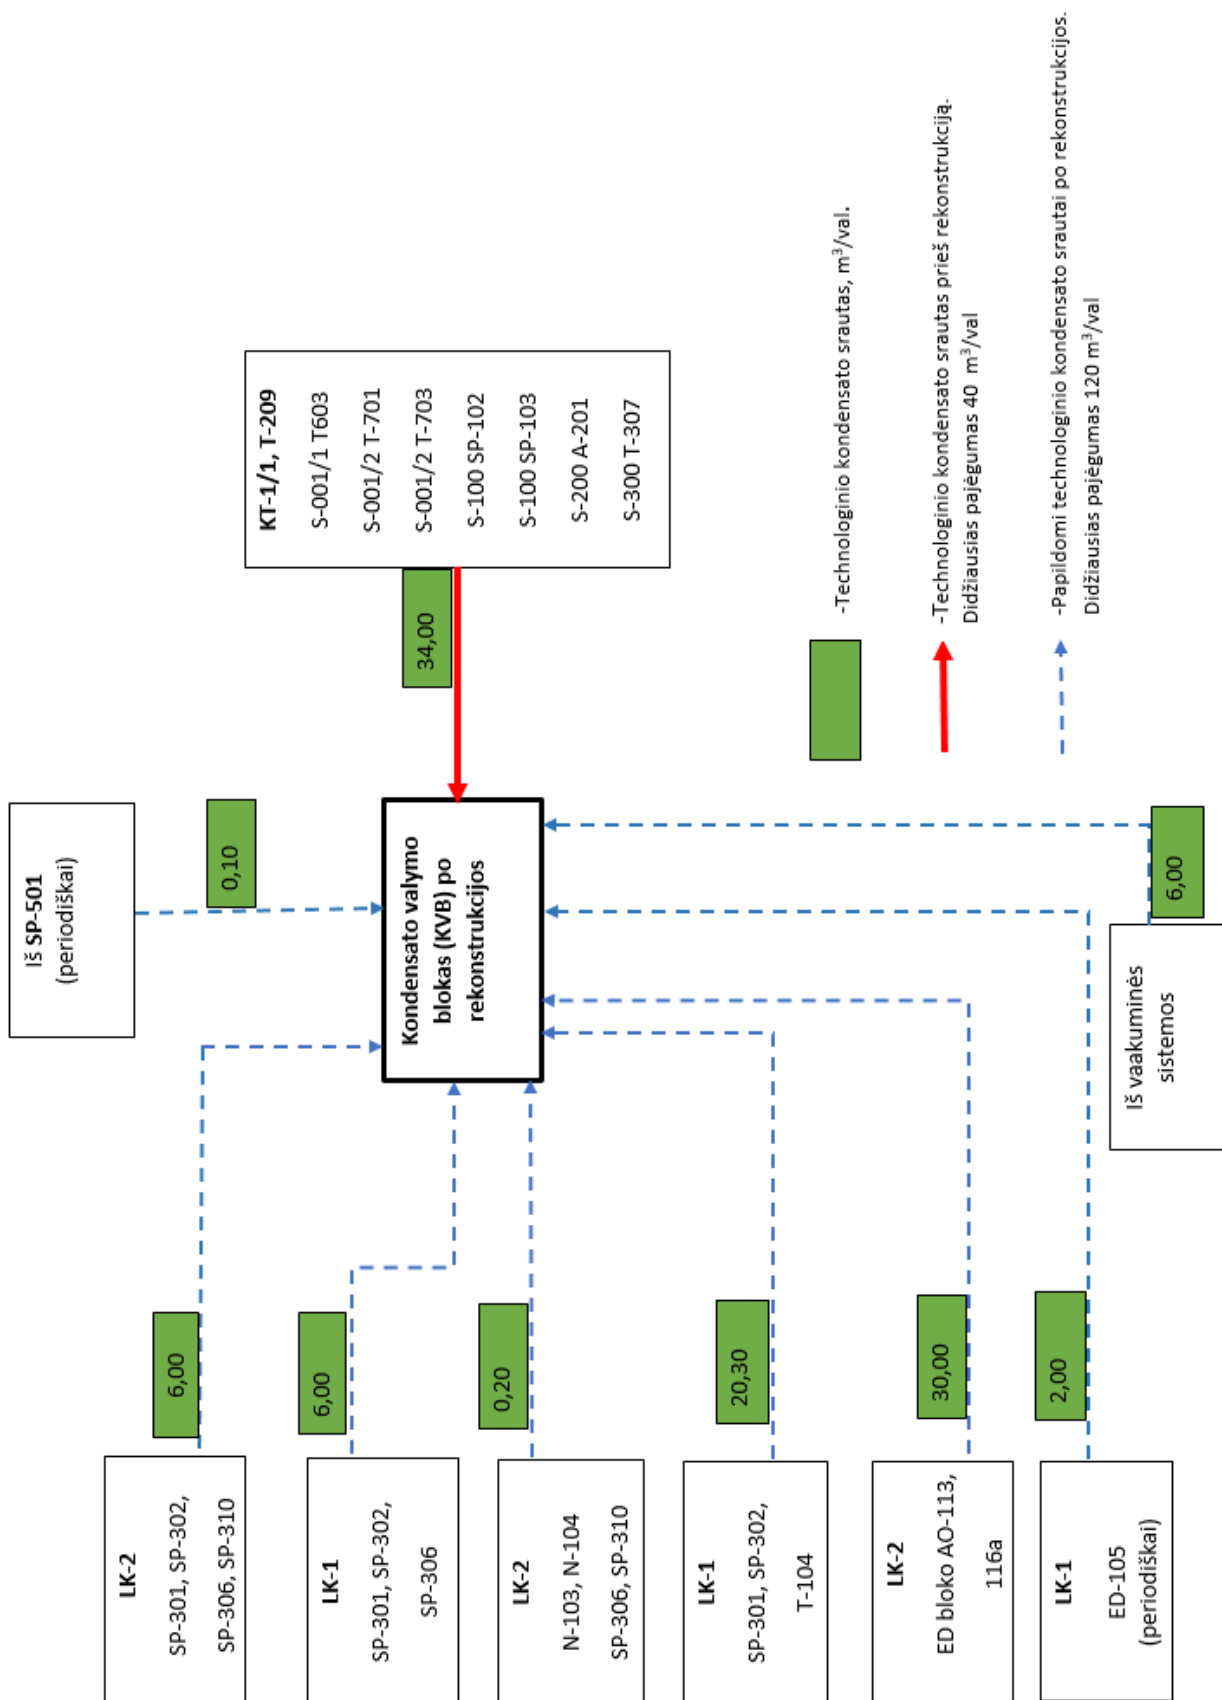 LK-2
SP-301, SP-302,
SP-306, SP-310
6,00
LK-1
SP-301, SP-302,
SP-306
6,00
LK-2
N-103, N-104
SP-306, SP-310
0,20
LK-1
SP-301, SP-302,
T-104
20,30
LK-2
ED bloko AO-113,
116a
30,00
LK-1
ED-105
(periodiškai)
2,00
Iš SP-501
(periodiškai)
0,10
Kondensato valymo
blokas (KVB) po
rekonstrukcijos
Iš vaakuminės
sistemos
6,00
34,00
KT-1/1, T-209
S-001/1 T603
S-001/2 T-701
S-001/2 T-703
S-100 SP-102
S-100 SP-103
S-200 A-201
S-300 T-307
-Technologinio kondensato srautas, m³/val.
-Technologinio kondensato srautas prieš rekonstrukciją.
Didžiausias pajėgumas 40 m³/val
-Papildomi technologinio kondensato srautai po rekonstrukcijos.
Didžiausias pajėgumas 120 m³/val